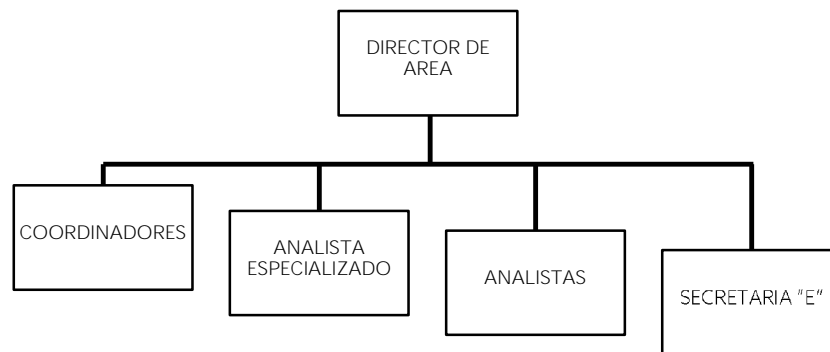 DIRECTOR DE
AREA
COORDINADORES
ANALISTA
ESPECIALIZADO
ANALISTAS
SECRETARIA "E"